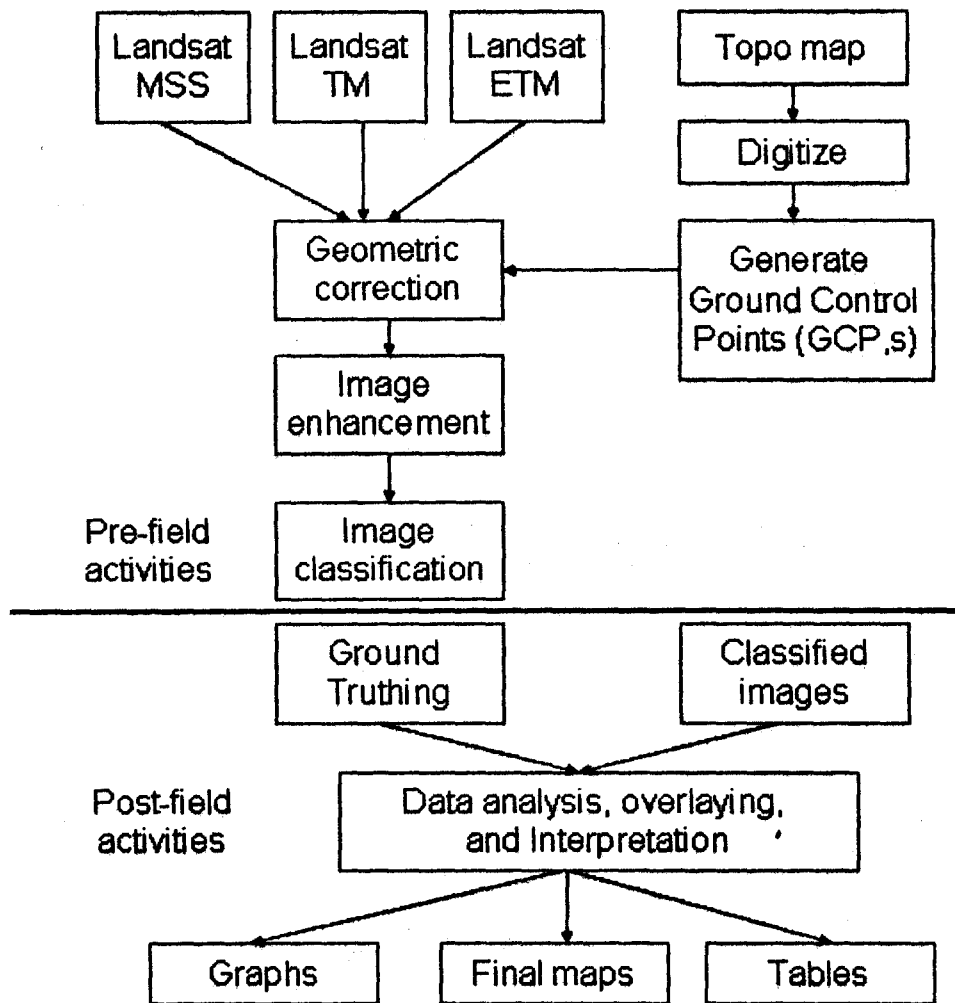 Landsat
MSS
Landsat
TM
Landsat
ETM
Topo map
Digitize
Geometric
correction
Generate
Ground Control
Points (GCP,s)
Image
enhancement
Pre-field
activities
Image
classification
Ground
Truthing
Classified
images
Post-field
activities
Data analysis, overlaying,
and Interpretation
Graphs
Final maps
Tables